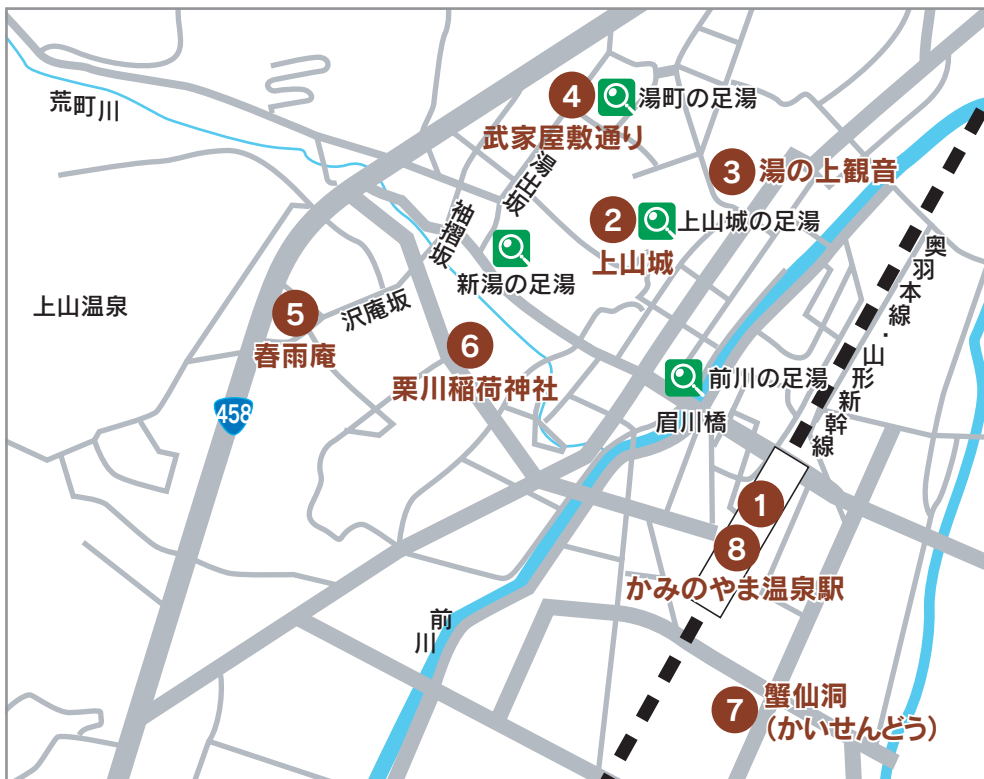 荒町川
4
湯町の足湯
武家屋敷通り
湯出坂
3
湯の上観音
袖摺坂
2
上山城の足湯
上山城
新湯の足湯
奥羽本線・山形新幹線
上山温泉
5
沢庵坂
春雨庵
6
栗川稲荷神社
前川の足湯
眉川橋
458
1
8
かみのやま温泉駅
前川
7
蟹仙洞
(かいせんどう)